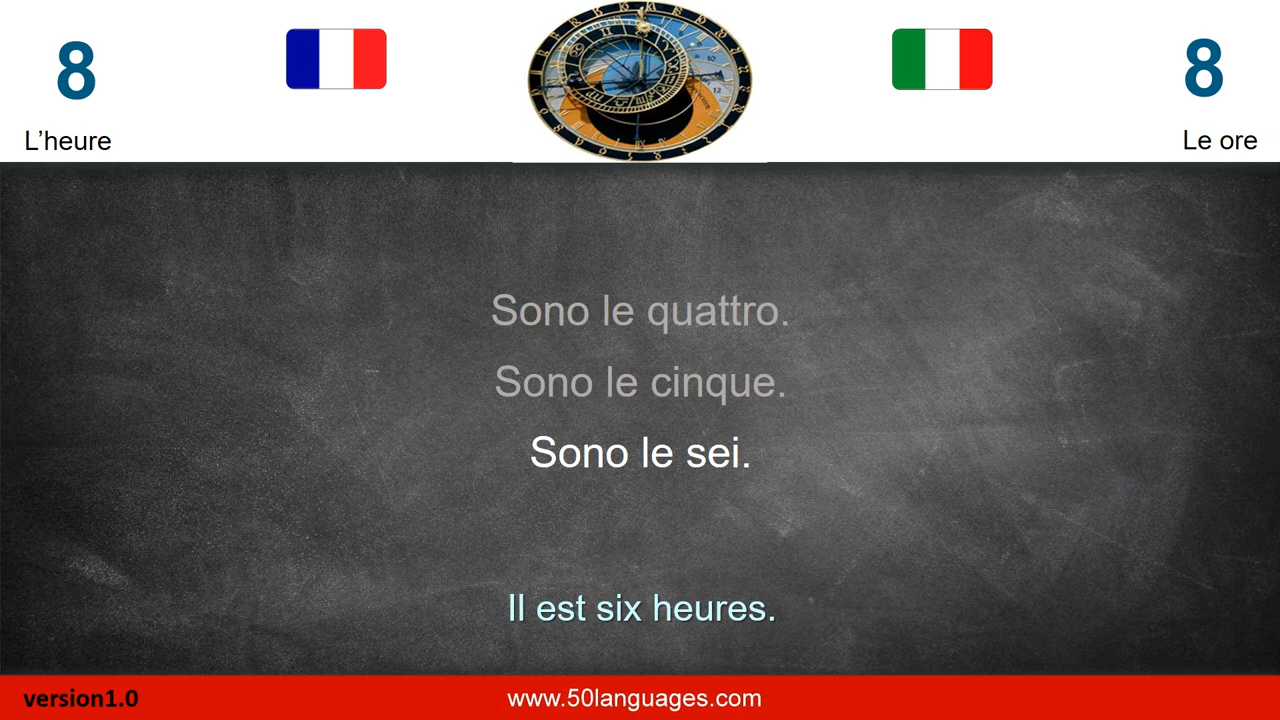 8
8
L’heure
Le ore
Sono le quattro.
Sono le cinque.
Sono le sei.
Il est six heures.
version1.0
www.50languages.com